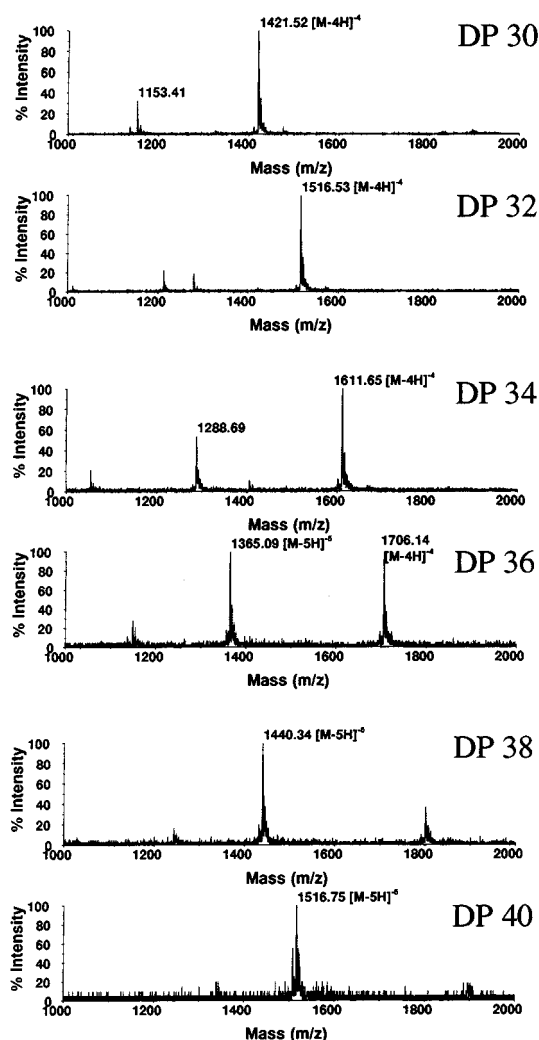 1421.52 [M-4H]⁻⁴
DP 30
1153.41
% Intensity
100
80
60
40
20
0
1000 1200 1400 1600 1800 2000
Mass (m/z)
1516.53 [M-4H]⁻⁴
DP 32
% Intensity
100
80
60
40
20
0
1000 1200 1400 1600 1800 2000
Mass (m/z)
1611.65 [M-4H]⁻⁴
DP 34
1288.69
% Intensity
100
80
60
40
20
0
1000 1200 1400 1600 1800 2000
Mass (m/z)
1365.09 [M-5H]⁻⁵
1706.14
[M-4H]⁻⁴
DP 36
% Intensity
100
80
60
40
20
0
1000 1200 1400 1600 1800 2000
Mass (m/z)
1440.34 [M-5H]⁻⁵
DP 38
% Intensity
100
80
60
40
20
0
1000 1200 1400 1600 1800 2000
Mass (m/z)
1516.75 [M-5H]⁻⁵
DP 40
% Intensity
100
80
60
40
20
0
1000 1200 1400 1600 1800 2000
Mass (m/z)